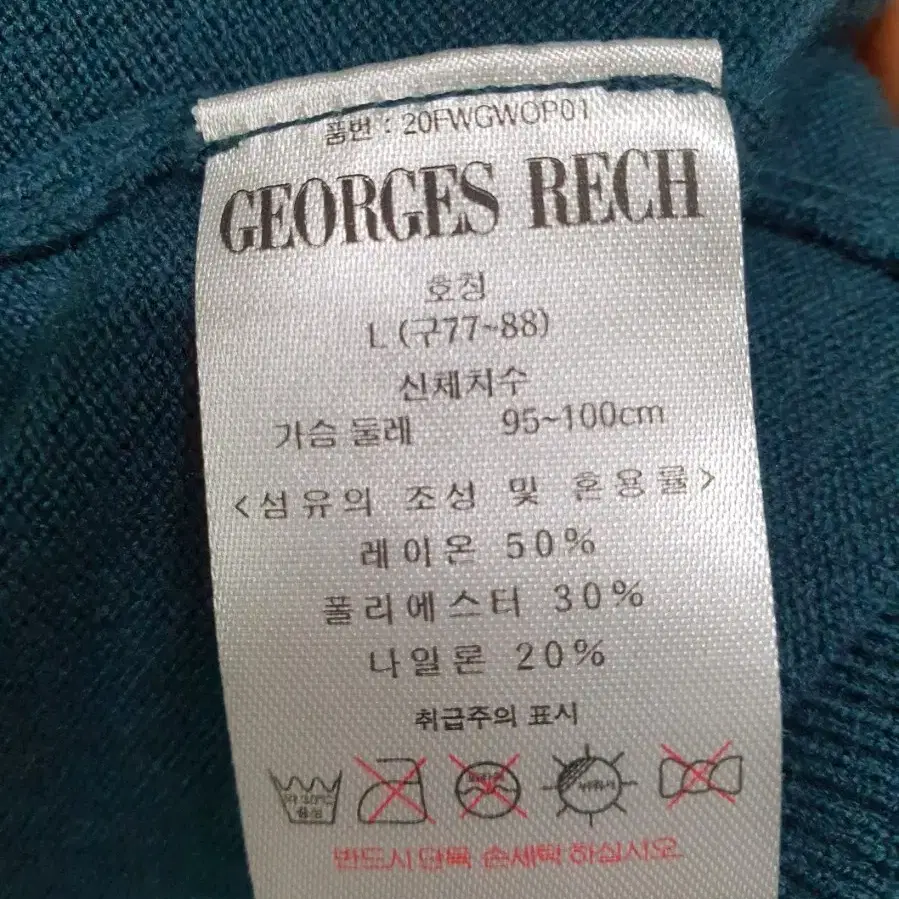 품번 : 20FWGWOP01
GEORGES RECH
호칭
L (구77~88)
신체치수
가슴 둘레 95~100cm
<섬유의 조성 및 혼용률>
레이온 50%
폴리에스터 30%
나일론 20%
취급주의 표시
반드시 단독 손세탁 하십시오.